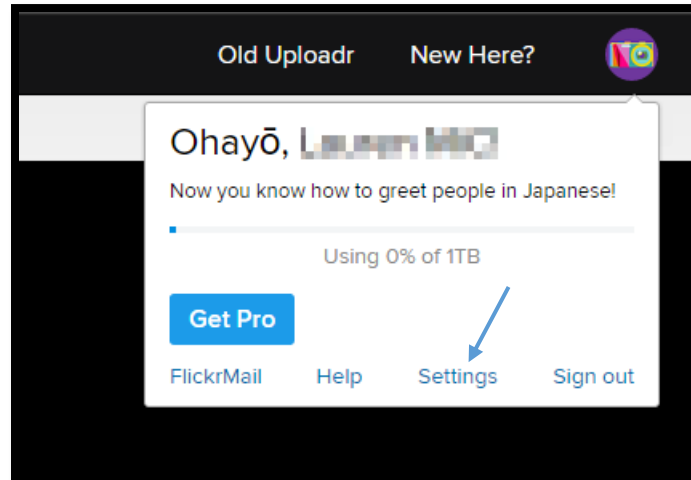 Old Uploadr New Here?
Ohayō,
Now you know how to greet people in Japanese!
Using 0% of 1TB
Get Pro
FlickrMail Help Settings Sign out